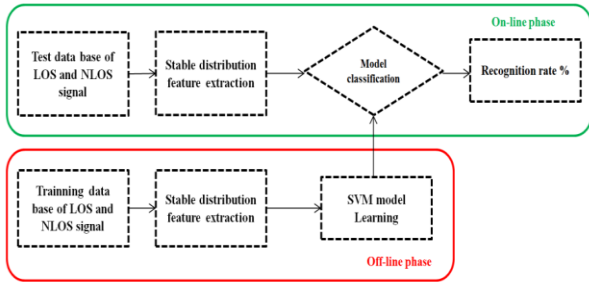 On-line phase
Test data base of
LOS and NLOS
signal
Stable distribution
feature extraction
Model
classification
Recognition rate %
Trainning data
base of LOS and
NLOS signal
Stable distribution
feature extraction
SVM model
Learning
Off-line phase